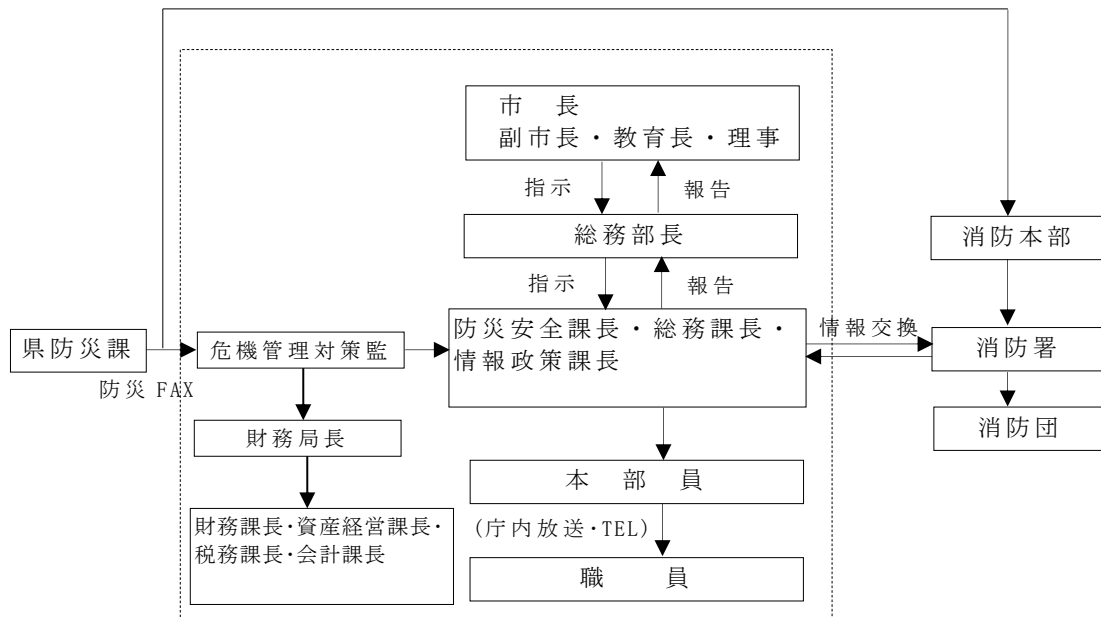 市　長
副市長・教育長・理事
指示
報告
総務部長
消防本部
指示
報告
県防災課
防災 FAX
危機管理対策監
防災安全課長・総務課長・
情報政策課長
情報交換
消防署
財務局長
消防団
本　部　員
財務課長・資産経営課長・
税務課長・会計課長
(庁内放送・TEL)
職　　員